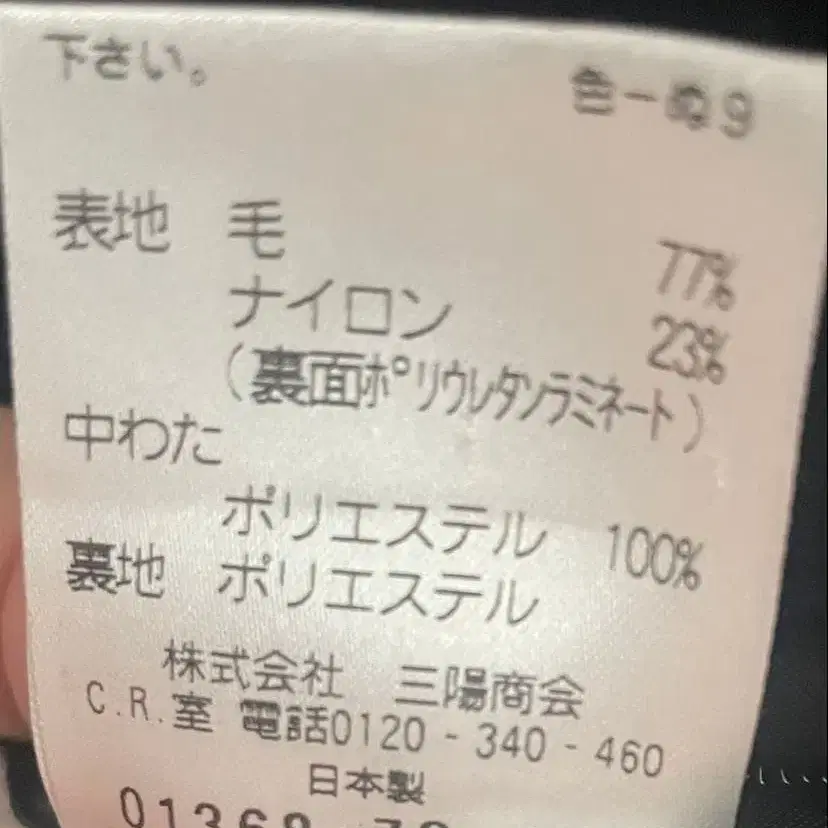 下さい。
色ーぬ9
表地 毛 77%
ナイロン 23%
(裏面ポリウレタンラミネート)
中わた
ポリエステル 100%
裏地 ポリエステル
株式会社 三陽商会
C.R.室 電話0120-340-460
日本製